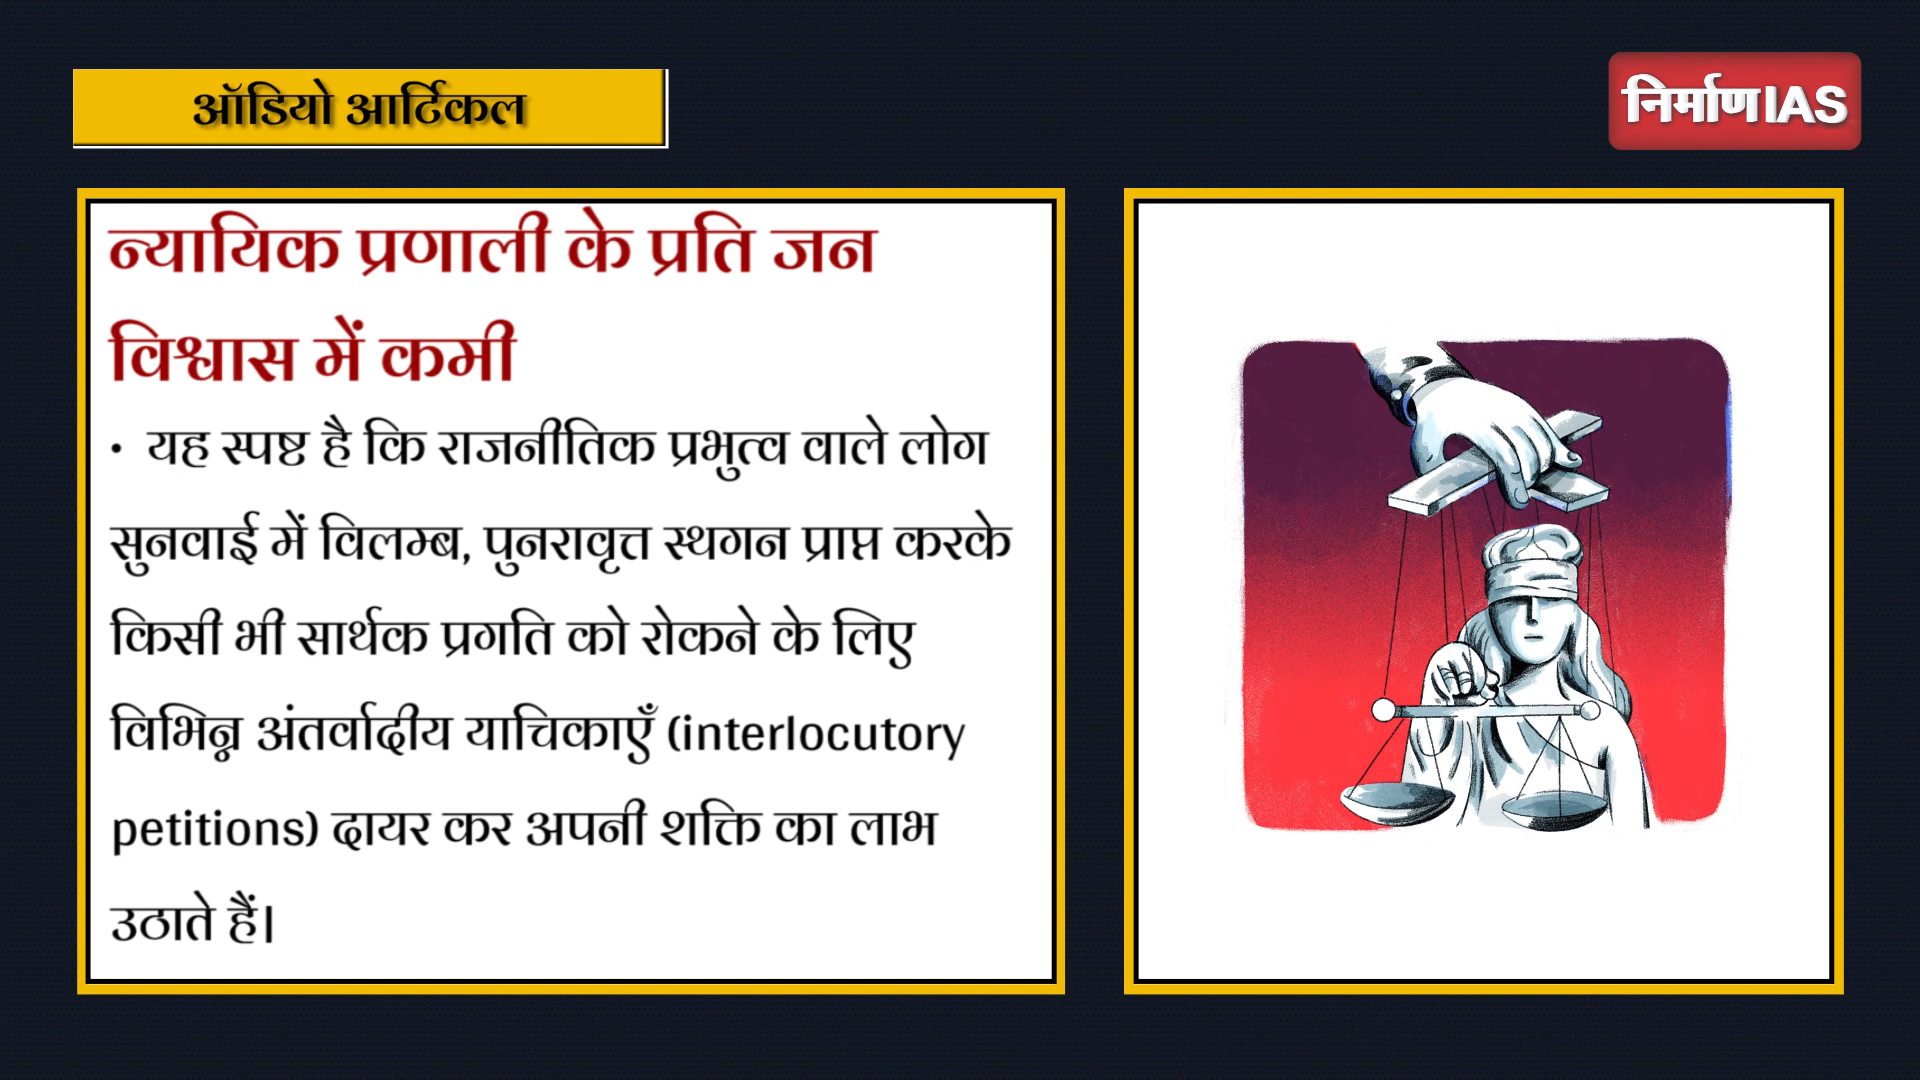 ऑडियो आर्टिकल
निर्माण IAS
न्यायिक प्रणाली के प्रति जन
विश्वास में कमी
• यह स्पष्ट है कि राजनीतिक प्रभुत्व वाले लोग
सुनवाई में विलम्ब, पुनरावृत्त स्थगन प्राप्त करके
किसी भी सार्थक प्रगति को रोकने के लिए
विभिन्न अंतर्वादीय याचिकाएँ (interlocutory
petitions) दायर कर अपनी शक्ति का लाभ
उठाते हैं।